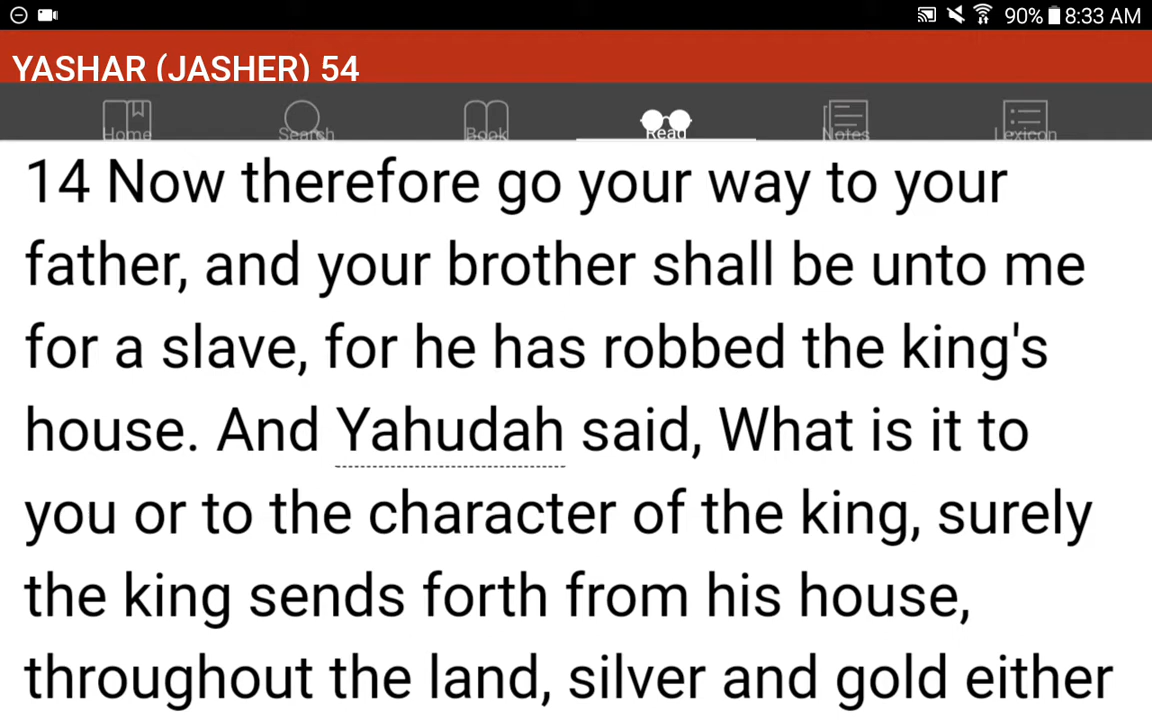 90% 8:33 AM
YASHAR (JASHER) 54
Home Search Book Read Notes Lexicon
14 Now therefore go your way to your
father, and your brother shall be unto me
for a slave, for he has robbed the king's
house. And Yahudah said, What is it to
you or to the character of the king, surely
the king sends forth from his house,
throughout the land, silver and gold either